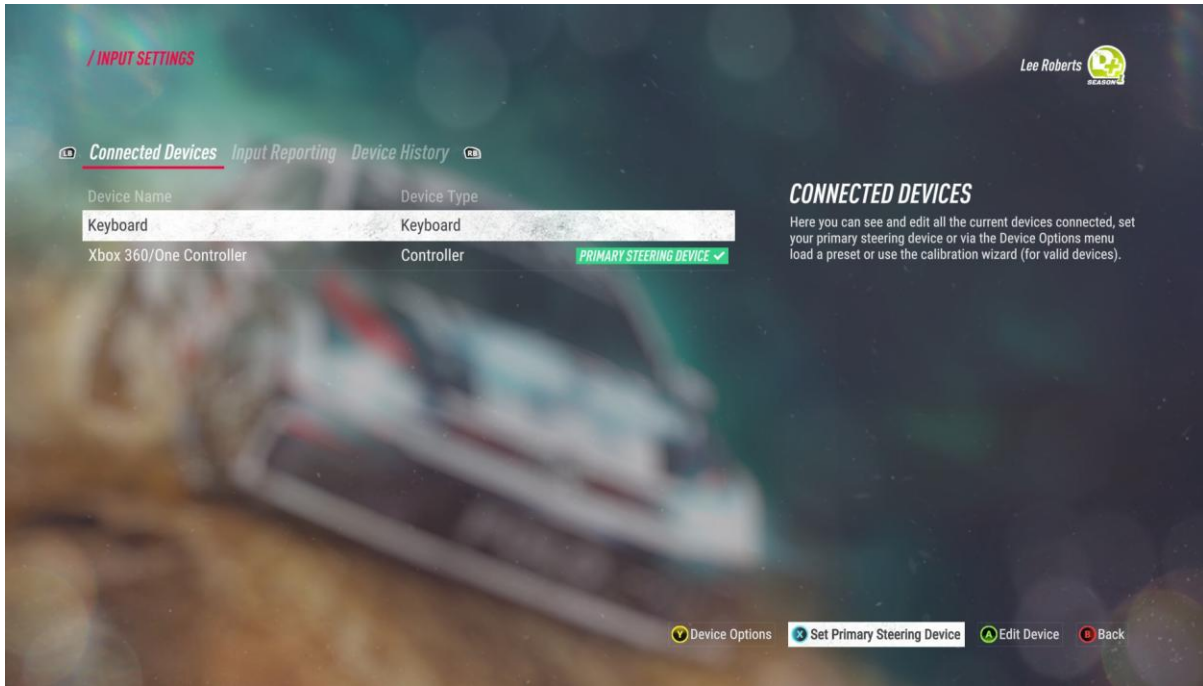 / INPUT SETTINGS
Lee Roberts
D+
SEASON 4
LB Connected Devices Input Reporting Device History RB
Device Name Device Type
Keyboard Keyboard
Xbox 360/One Controller Controller PRIMARY STEERING DEVICE
CONNECTED DEVICES
Here you can see and edit all the current devices connected, set
your primary steering device or via the Device Options menu
load a preset or use the calibration wizard (for valid devices).
Y Device Options X Set Primary Steering Device A Edit Device B Back